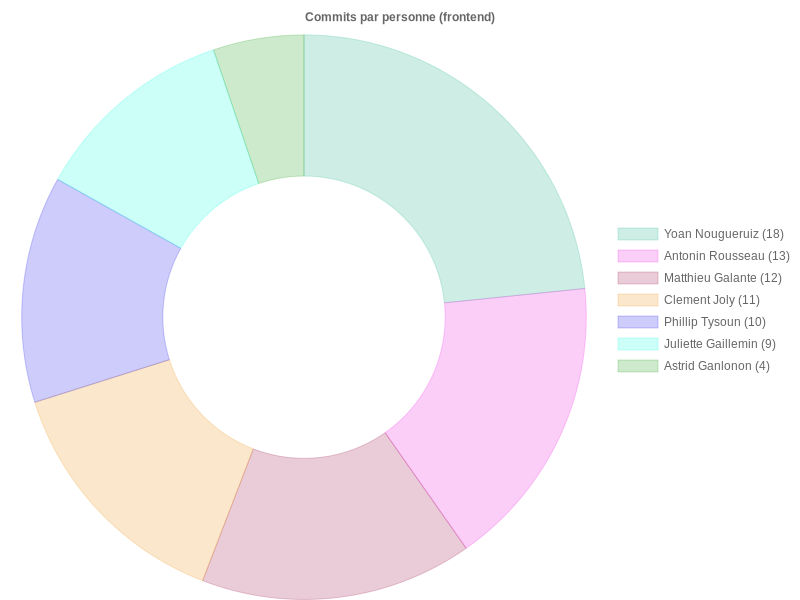 Commits par personne (frontend)
Yoan Nougueruiz (18)
Antonin Rousseau (13)
Matthieu Galante (12)
Clement Joly (11)
Phillip Tysoun (10)
Juliette Gaillemin (9)
Astrid Ganlonon (4)